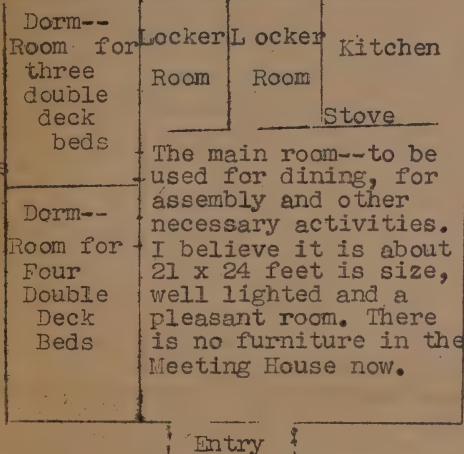 Dorm--
Room for
three
double
deck
beds
Locker
Room
L ocker
Room
Kitchen
Stove
s
Dorm--
Room for
Four
Double
Deck
Beds
The main room--to be
used for dining, for
assembly and other
necessary activities.
I believe it is about
21 x 24 feet is size,
well lighted and a
pleasant room. There
is no furniture in the
Meeting House now.
Entry